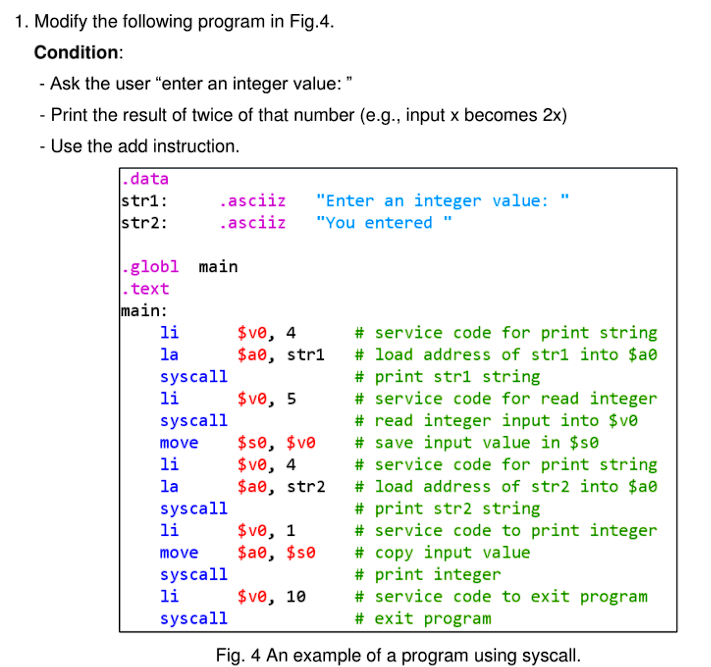 1. Modify the following program in Fig.4.
Condition:
- Ask the user “enter an integer value: ”
- Print the result of twice of that number (e.g., input x becomes 2x)
- Use the add instruction.
.data
str1: .asciiz "Enter an integer value: "
str2: .asciiz "You entered "
.globl main
.text
main:
li $v0, 4 # service code for print string
la $a0, str1 # load address of str1 into $a0
syscall # print str1 string
li $v0, 5 # service code for read integer
syscall # read integer input into $v0
move $s0, $v0 # save input value in $s0
li $v0, 4 # service code for print string
la $a0, str2 # load address of str2 into $a0
syscall # print str2 string
li $v0, 1 # service code to print integer
move $a0, $s0 # copy input value
syscall # print integer
li $v0, 10 # service code to exit program
syscall # exit program
Fig. 4 An example of a program using syscall.